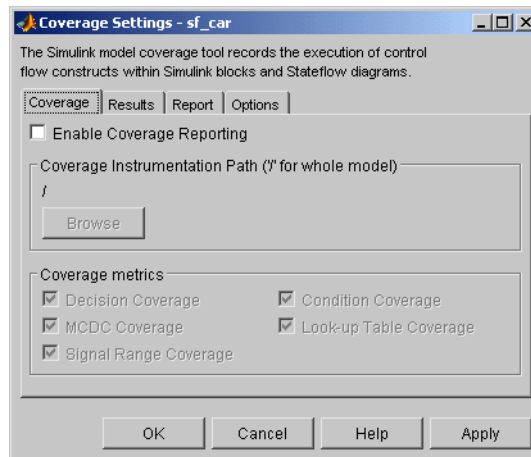 Coverage Settings - sf_car
The Simulink model coverage tool records the execution of control
flow constructs within Simulink blocks and Stateflow diagrams.
Coverage Results Report Options
Enable Coverage Reporting
Coverage Instrumentation Path ('/' for whole model)
/
Browse
Coverage metrics
Decision Coverage Condition Coverage
MCDC Coverage Look-up Table Coverage
Signal Range Coverage
OK Cancel Help Apply